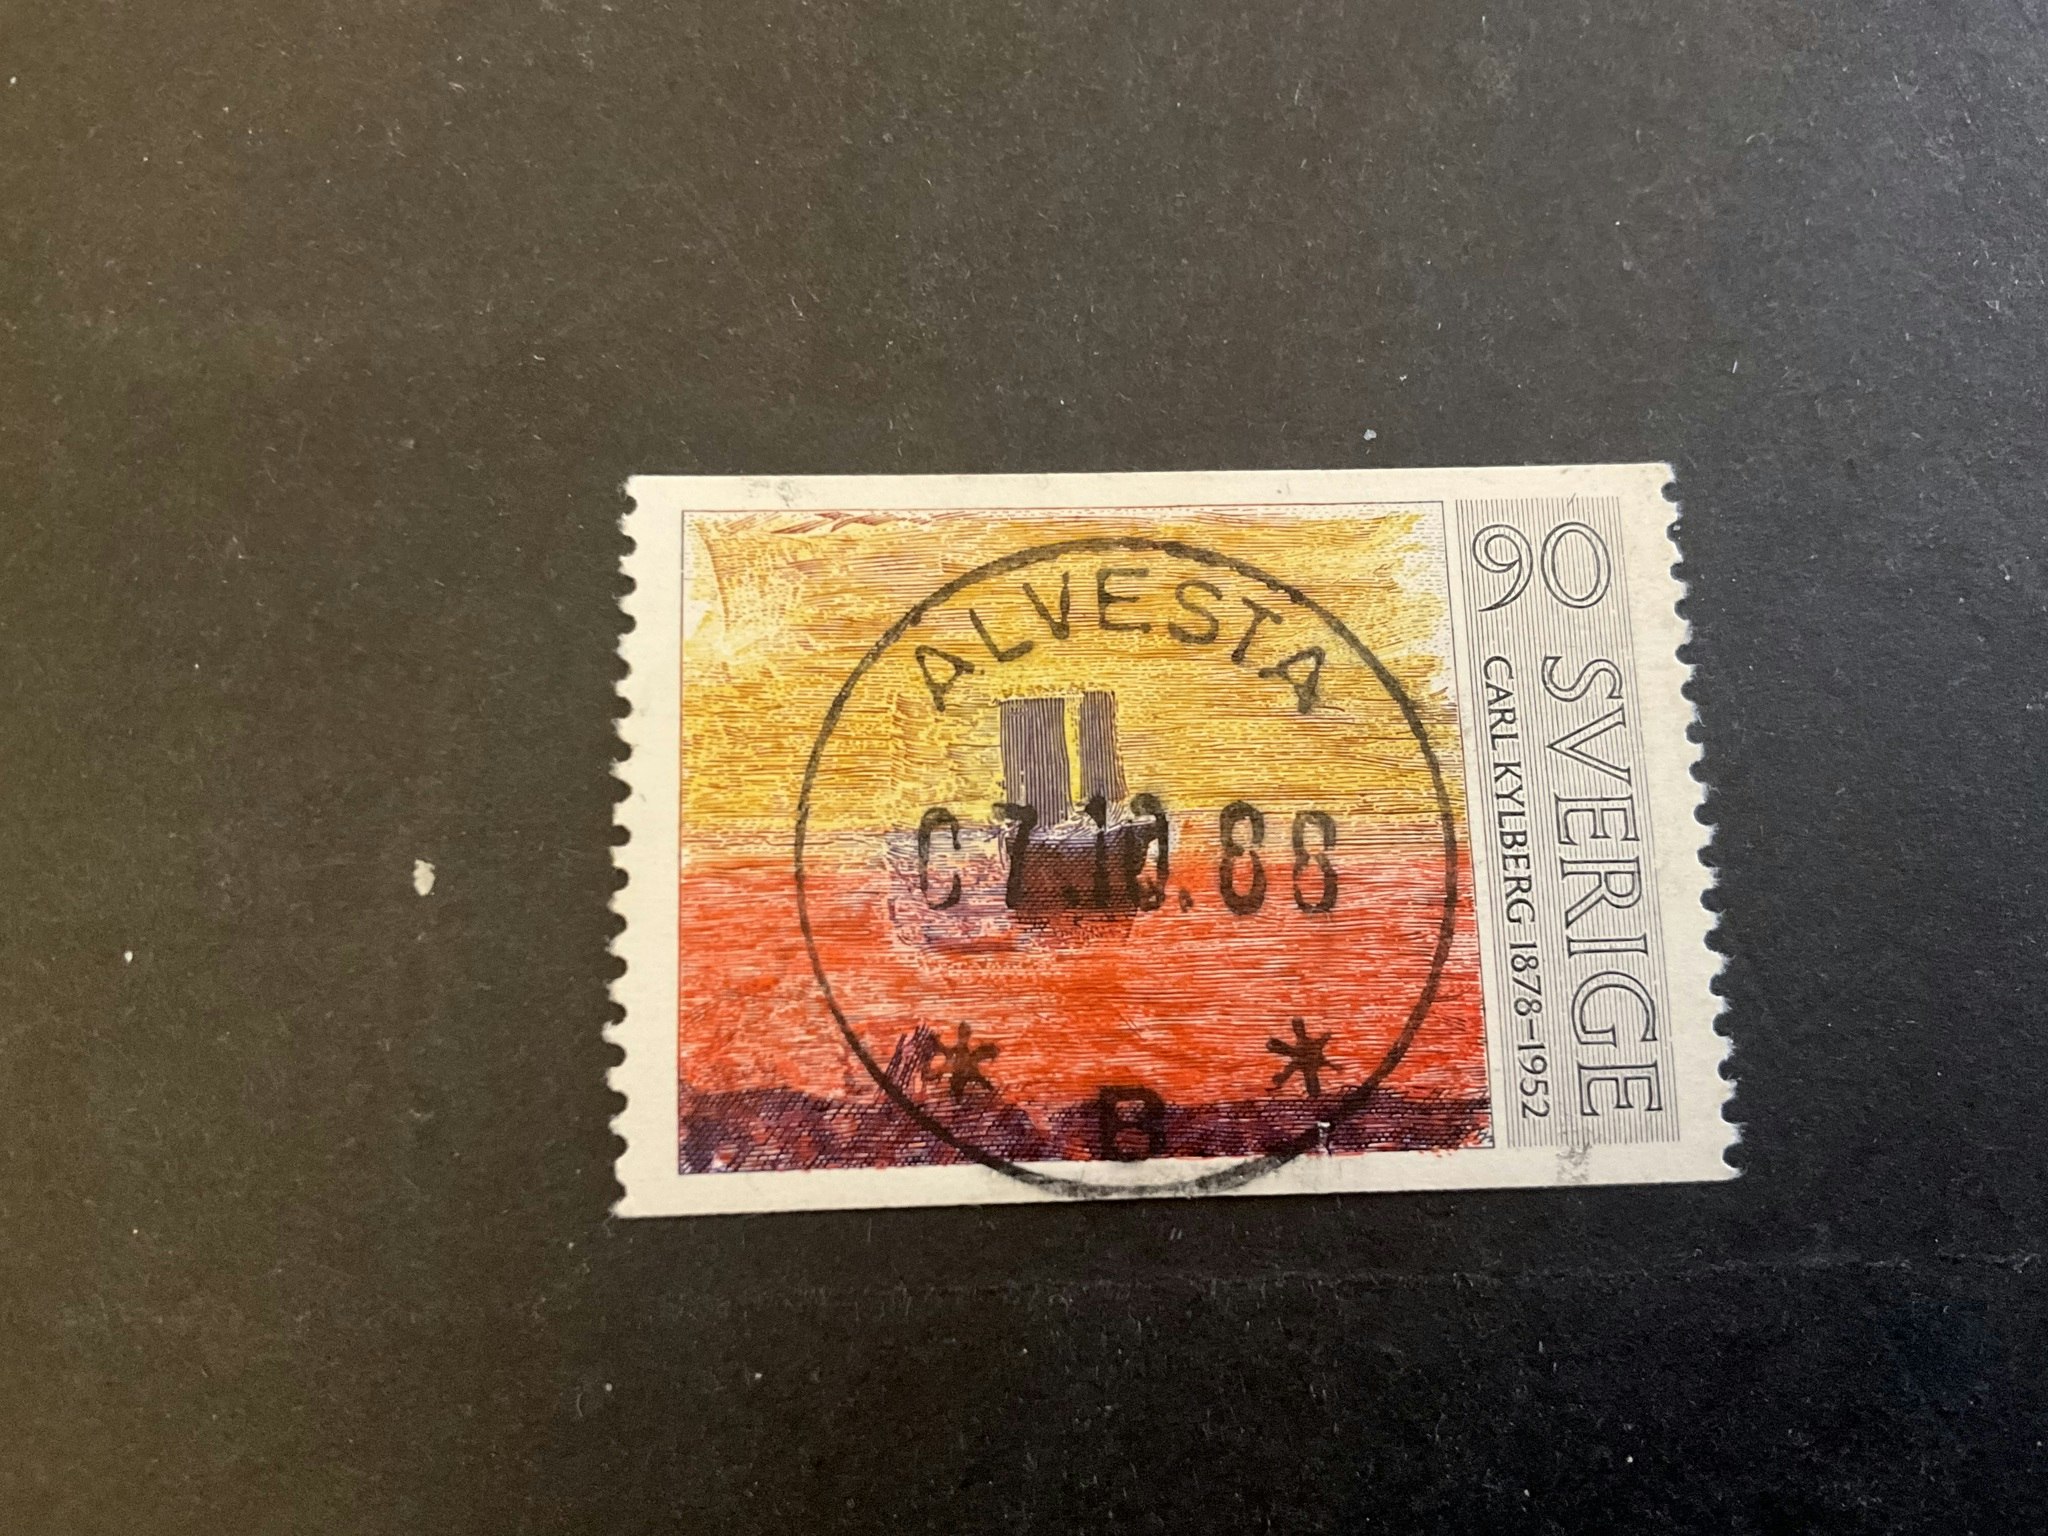 ALVESTA
07.10.88
* B *
90
SVERIGE
CARL KYLBERG 1878–1952